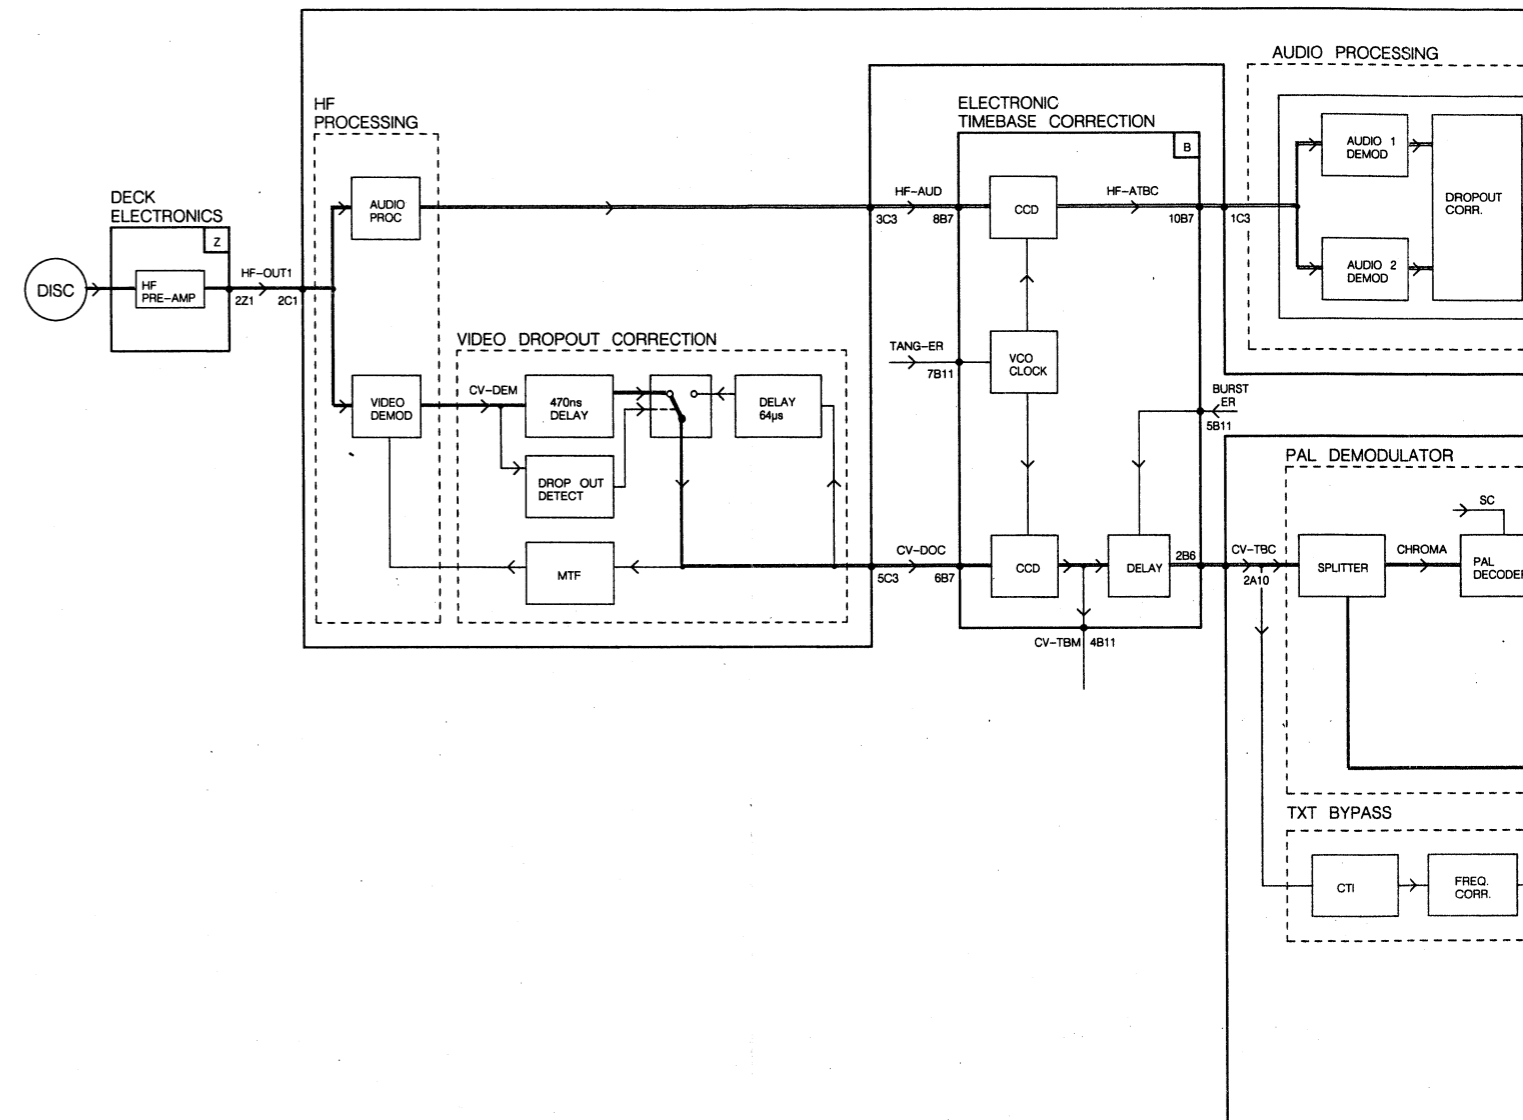 AUDIO PROCESSING
HF
PROCESSING
ELECTRONIC
TIMEBASE CORRECTION
B
AUDIO 1
DEMOD
DROPOUT
CORR.
AUDIO 2
DEMOD
DECK
ELECTRONICS
Z
AUDIO
PROC
HF-AUD
3C3
8B7
CCD
HF-ATBC
10B7
1C3
DISC
HF
PRE-AMP
HF-OUT1
2Z1
2C1
VIDEO DROPOUT CORRECTION
TANG-ER
7B11
VCO
CLOCK
VIDEO
DEMOD
CV-DEM
470ns
DELAY
DELAY
64µs
BURST
ER
5B11
DROP OUT
DETECT
PAL DEMODULATOR
SC
MTF
CV-DOC
5C3
6B7
CCD
DELAY
2B6
CV-TBC
2A10
SPLITTER
CHROMA
PAL
DECODER
CV-TBM
4B11
TXT BYPASS
CTI
FREQ.
CORR.